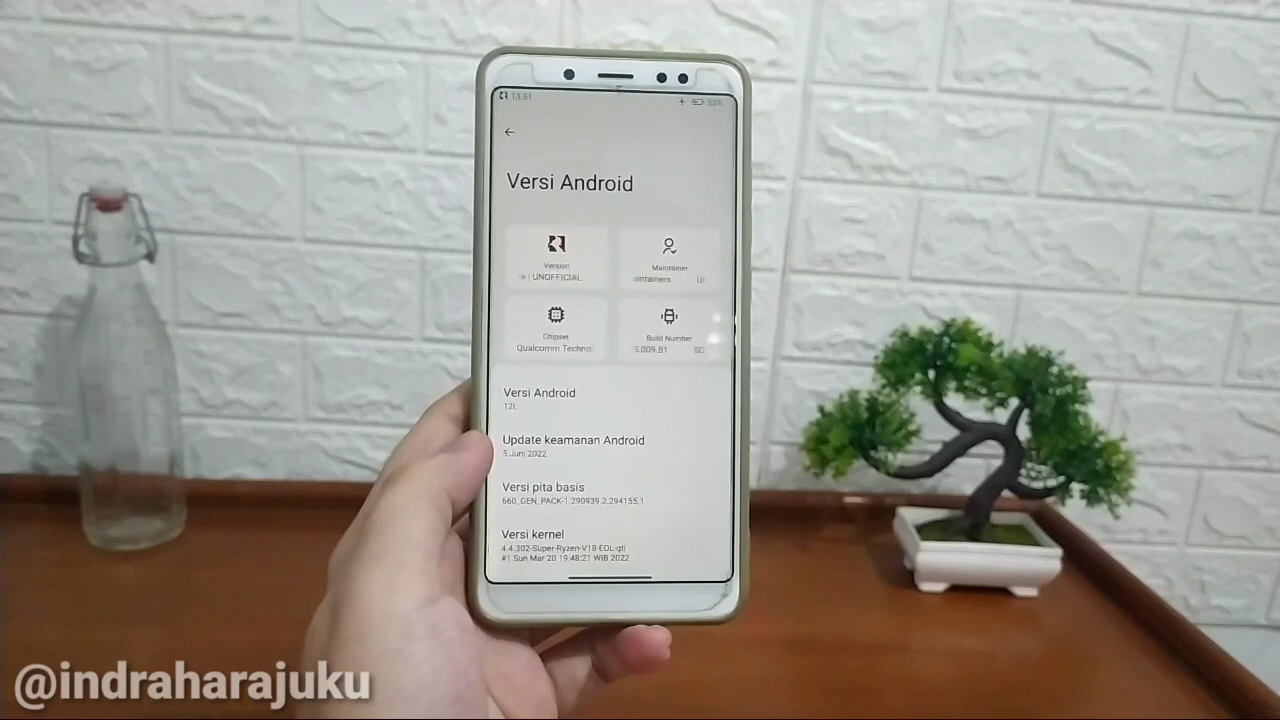 13.51
53%
Versi Android
Version
UNOFFICIAL
Maintainer
Chipset
Qualcomm Techno
Build Number
5.009.B1
Versi Android
12L
Update keamanan Android
5 Juni 2022
Versi pita basis
660_GEN_PACK-1.290939.2.294155.1
Versi kernel
4.4.302-Super-Ryzen-V18-EOL-qti
#1 Sun Mar 20 19:48:21 WIB 2022
@indraharajuku